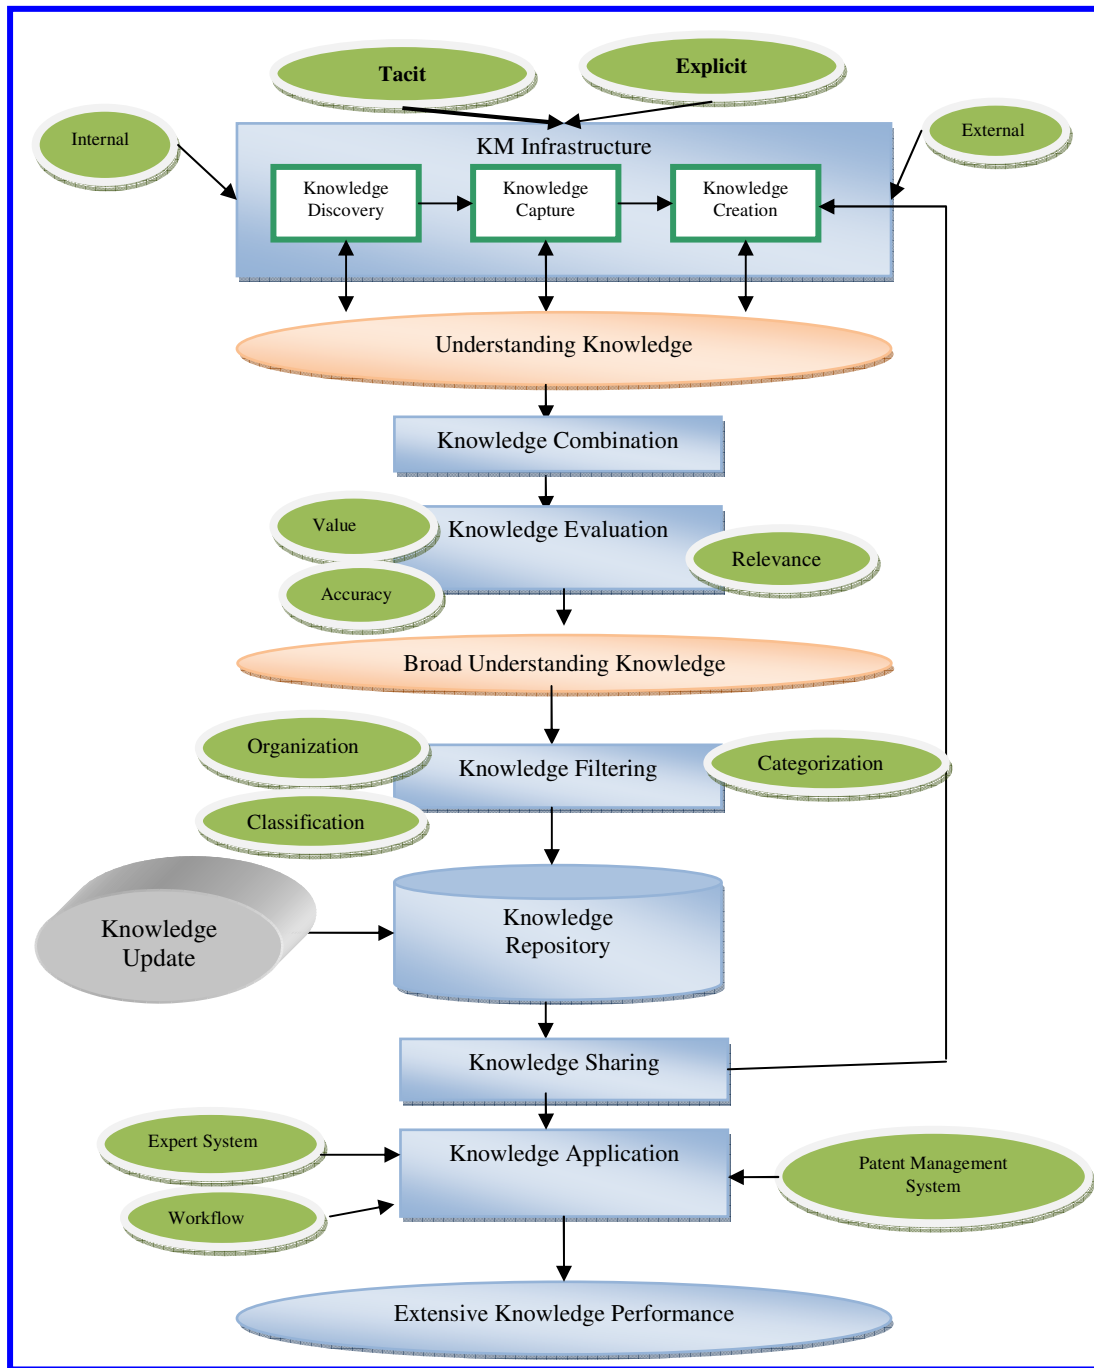 Tacit
Explicit
Internal
External
KM Infrastructure
Knowledge
Discovery
Knowledge
Capture
Knowledge
Creation
Understanding Knowledge
Knowledge Combination
Value
Knowledge Evaluation
Relevance
Accuracy
Broad Understanding Knowledge
Organization
Knowledge Filtering
Categorization
Classification
Knowledge
Update
Knowledge
Repository
Knowledge Sharing
Expert System
Knowledge Application
Patent Management
System
Workflow
Extensive Knowledge Performance